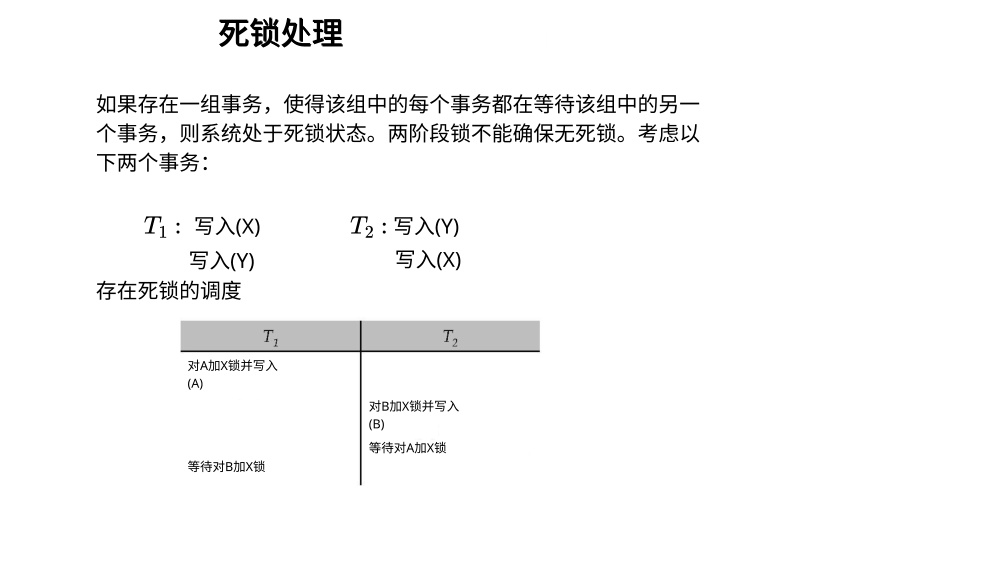 死锁处理
如果存在一组事务，使得该组中的每个事务都在等待该组中的另一
个事务，则系统处于死锁状态。两阶段锁不能确保无死锁。考虑以
下两个事务：
T₁： 写入(X) T₂：写入(Y)
写入(Y) 写入(X)
存在死锁的调度
T₁ T₂
对A加X锁并写入
(A)
对B加X锁并写入
(B)
等待对A加X锁
等待对B加X锁